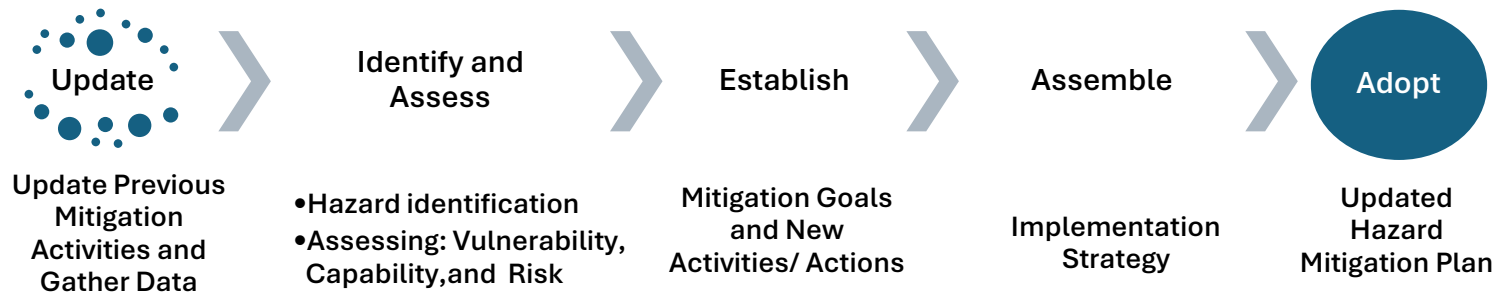 Update
Update Previous
Mitigation
Activities and
Gather Data
Identify and
Assess
•Hazard identification
•Assessing: Vulnerability,
Capability,and Risk
Establish
Mitigation Goals
and New
Activities/ Actions
Assemble
Implementation
Strategy
Adopt
Updated
Hazard
Mitigation Plan